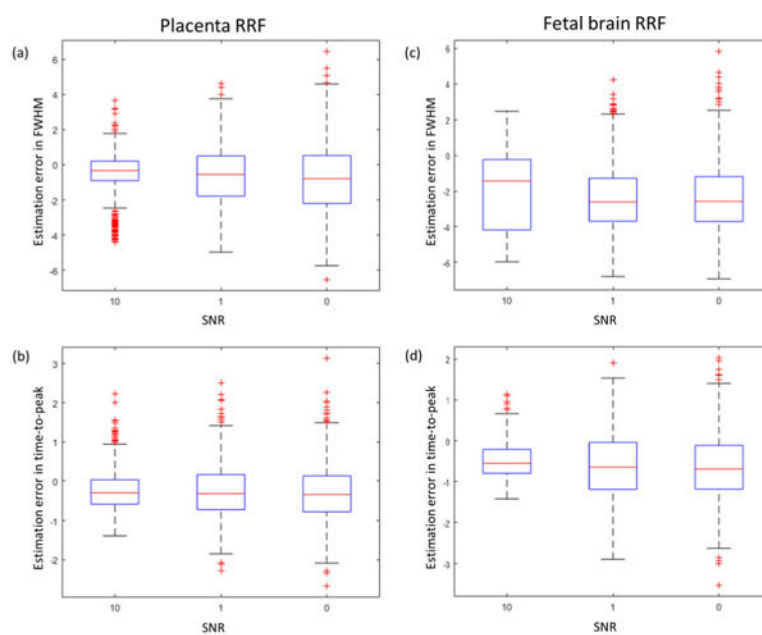 Placenta RRF
Fetal brain RRF
(a)
Estimation error in FWHM
6
4
2
0
-2
-4
-6
10
1
0
SNR
(c)
Estimation error in FWHM
6
4
2
0
-2
-4
-6
10
1
0
SNR
(b)
Estimation error in time-to-peak
3
2
1
0
-1
-2
10
1
0
SNR
(d)
Estimation error in time-to-peak
2
1
0
-1
-2
-3
10
1
0
SNR